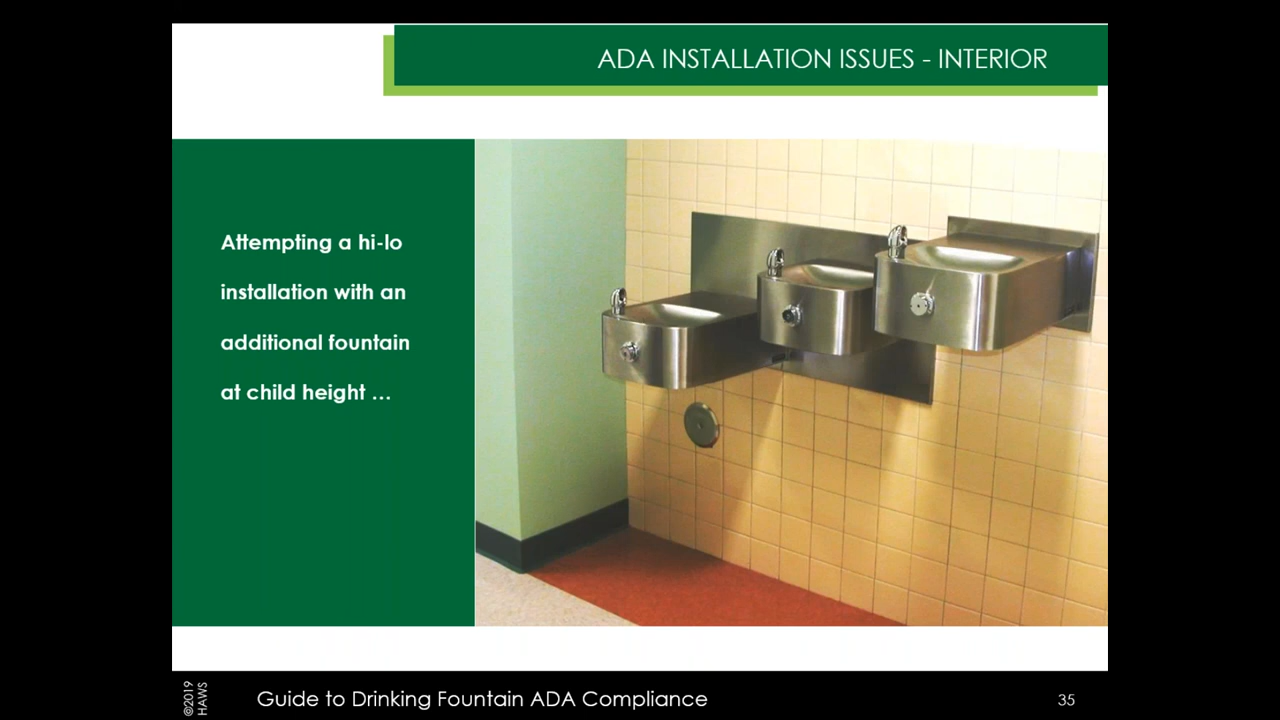 ADA INSTALLATION ISSUES - INTERIOR
Attempting a hi-lo
installation with an
additional fountain
at child height …
©2019
HAWS
Guide to Drinking Fountain ADA Compliance
35